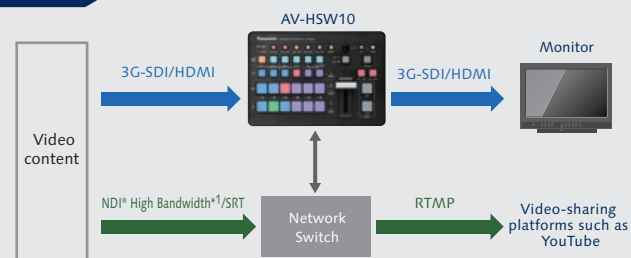 AV-HSW10
Panasonic
Monitor
3G-SDI/HDMI
3G-SDI/HDMI
Video
content
NDI® High Bandwidth*1/SRT
Network
Switch
RTMP
Video-sharing
platforms such as
YouTube